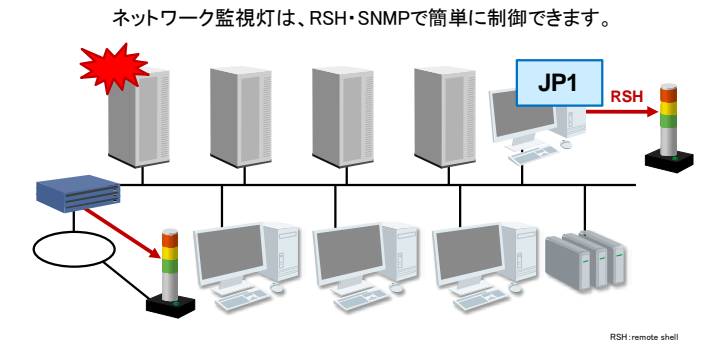 ネットワーク監視灯は、RSH・SNMPで簡単に制御できます。
JP1
RSH
RSH:remote shell